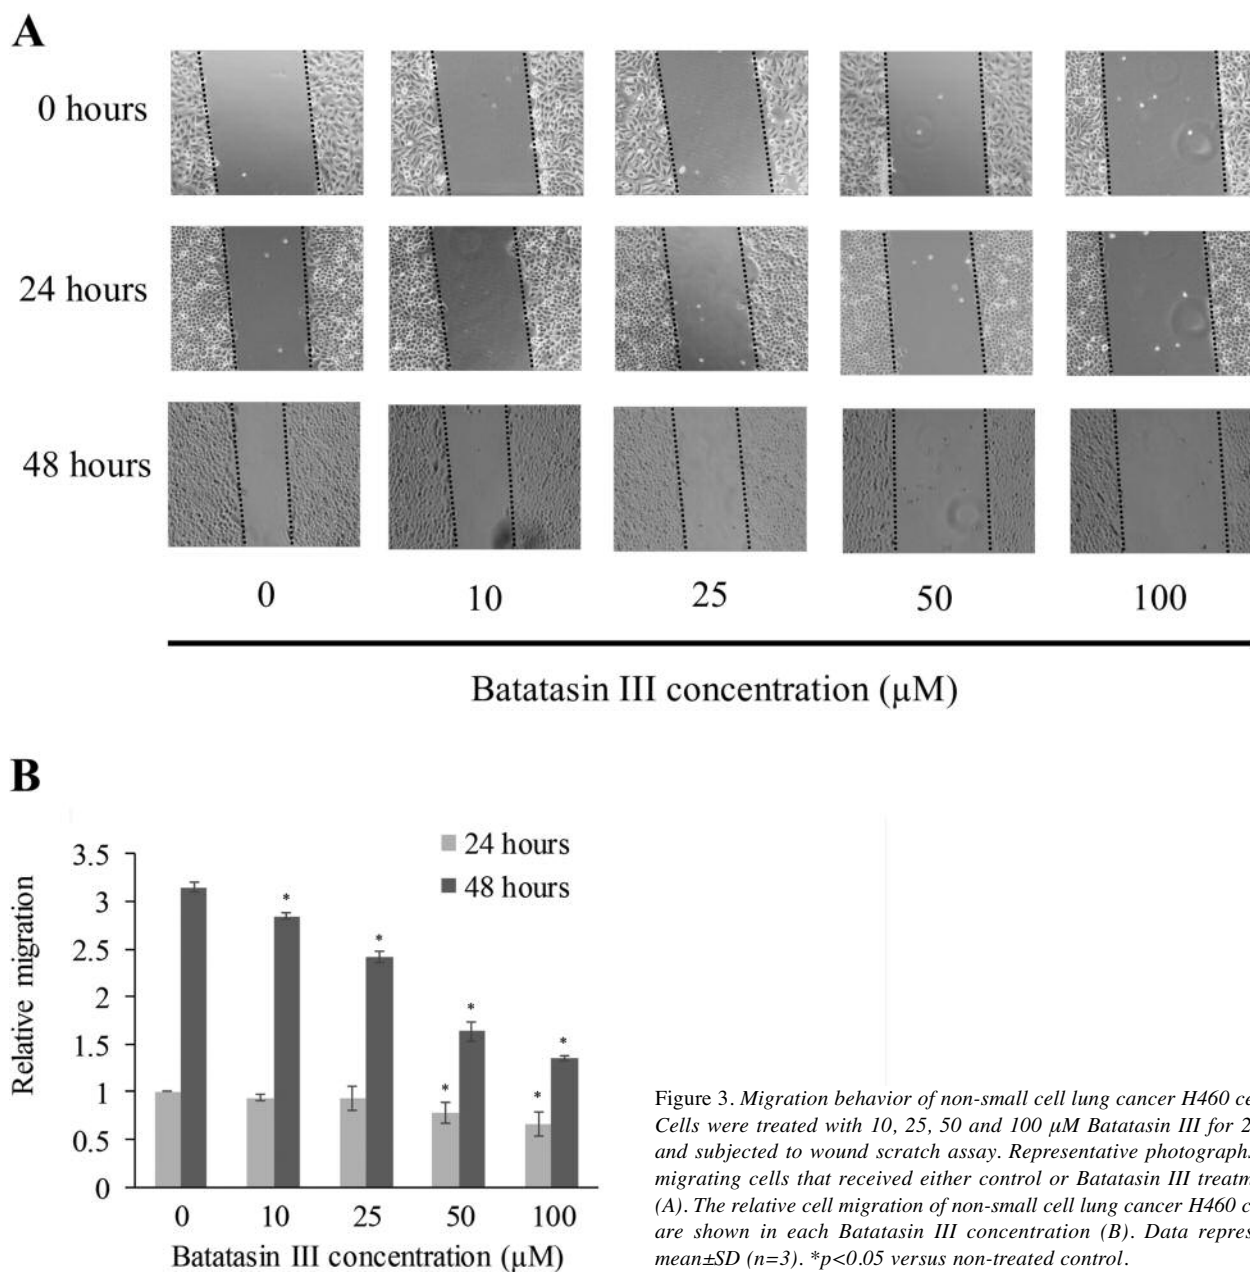 A
0 hours
24 hours
48 hours
0 10 25 50 100
Batatasin III concentration (µM)
B
24 hours
48 hours
Relative migration
3.5
3
2.5
2
1.5
1
0.5
0
* * * * * *
0 10 25 50 100
Batatasin III concentration (µM)
Figure 3. Migration behavior of non-small cell lung cancer H460
Cells were treated with 10, 25, 50 and 100 µM Batatasin III for
and subjected to wound scratch assay. Representative
migrating cells that received either control or Batatasin III
(A). The relative cell migration of non-small cell lung cancer H460
are shown in each Batatasin III concentration (B). Data
mean±SD (n=3). *p<0.05 versus non-treated control.